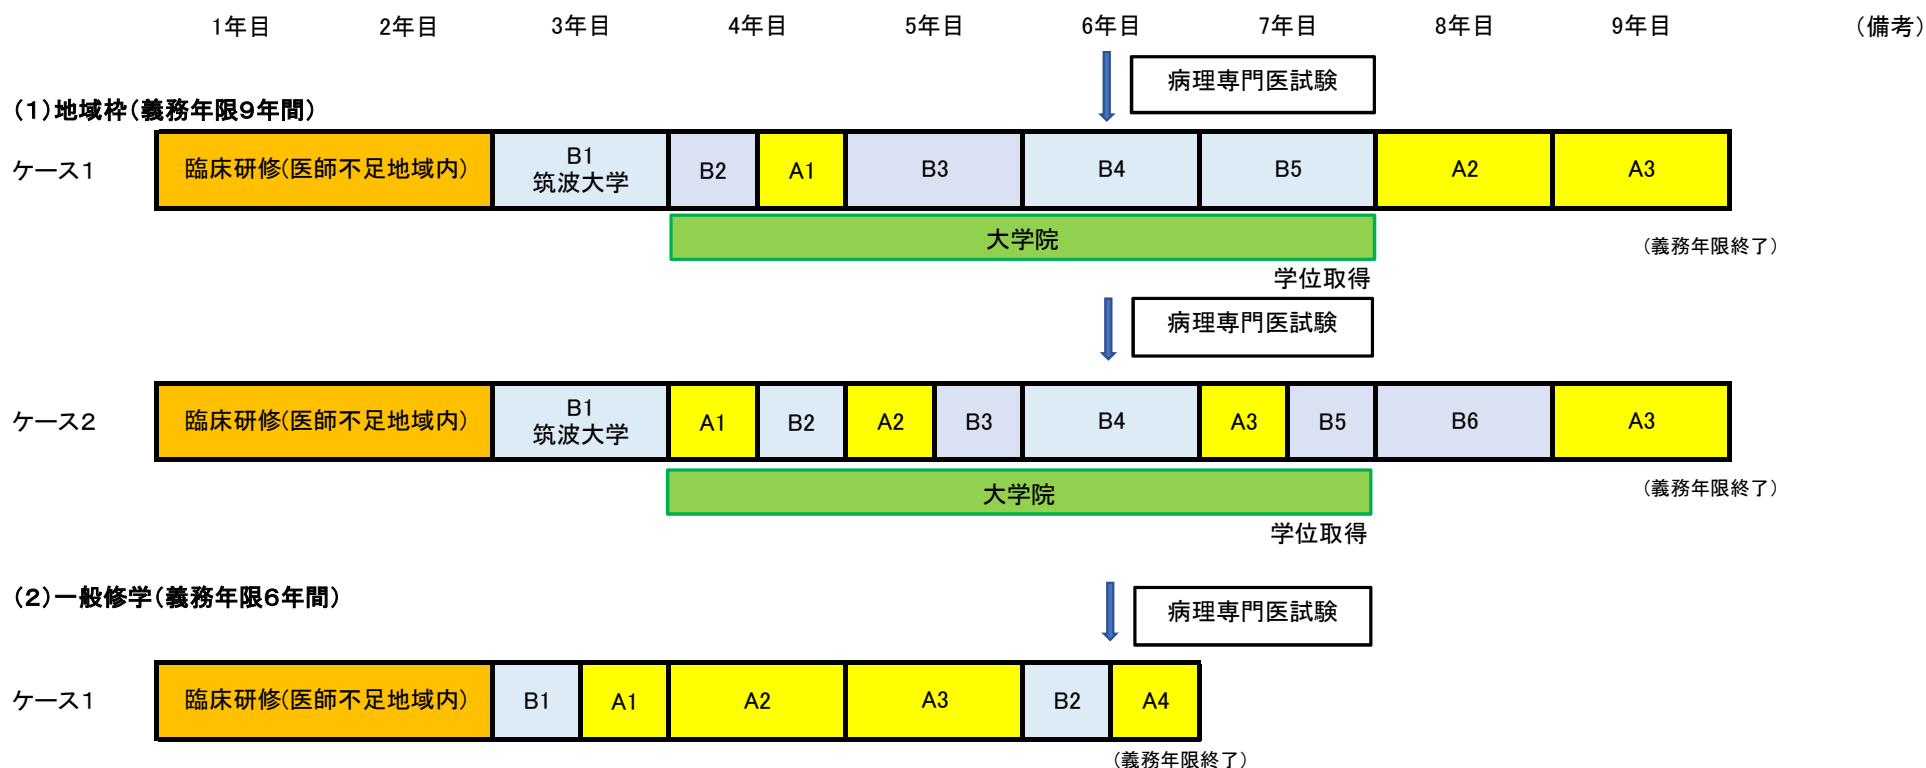 1年目 2年目 3年目 4年目 5年目 6年目 7年目 8年目 9年目 (備考)
病理専門医試験
(1)地域枠(義務年限9年間)
ケース1 臨床研修(医師不足地域内) B1 筑波大学 B2 A1 B3 B4 B5 A2 A3
大学院
(義務年限終了)
学位取得
病理専門医試験
ケース2 臨床研修(医師不足地域内) B1 筑波大学 A1 B2 A2 B3 B4 A3 B5 B6 A3
大学院
(義務年限終了)
学位取得
(2)一般修学(義務年限6年間)
病理専門医試験
ケース1 臨床研修(医師不足地域内) B1 A1 A2 A3 B2 A4
(義務年限終了)